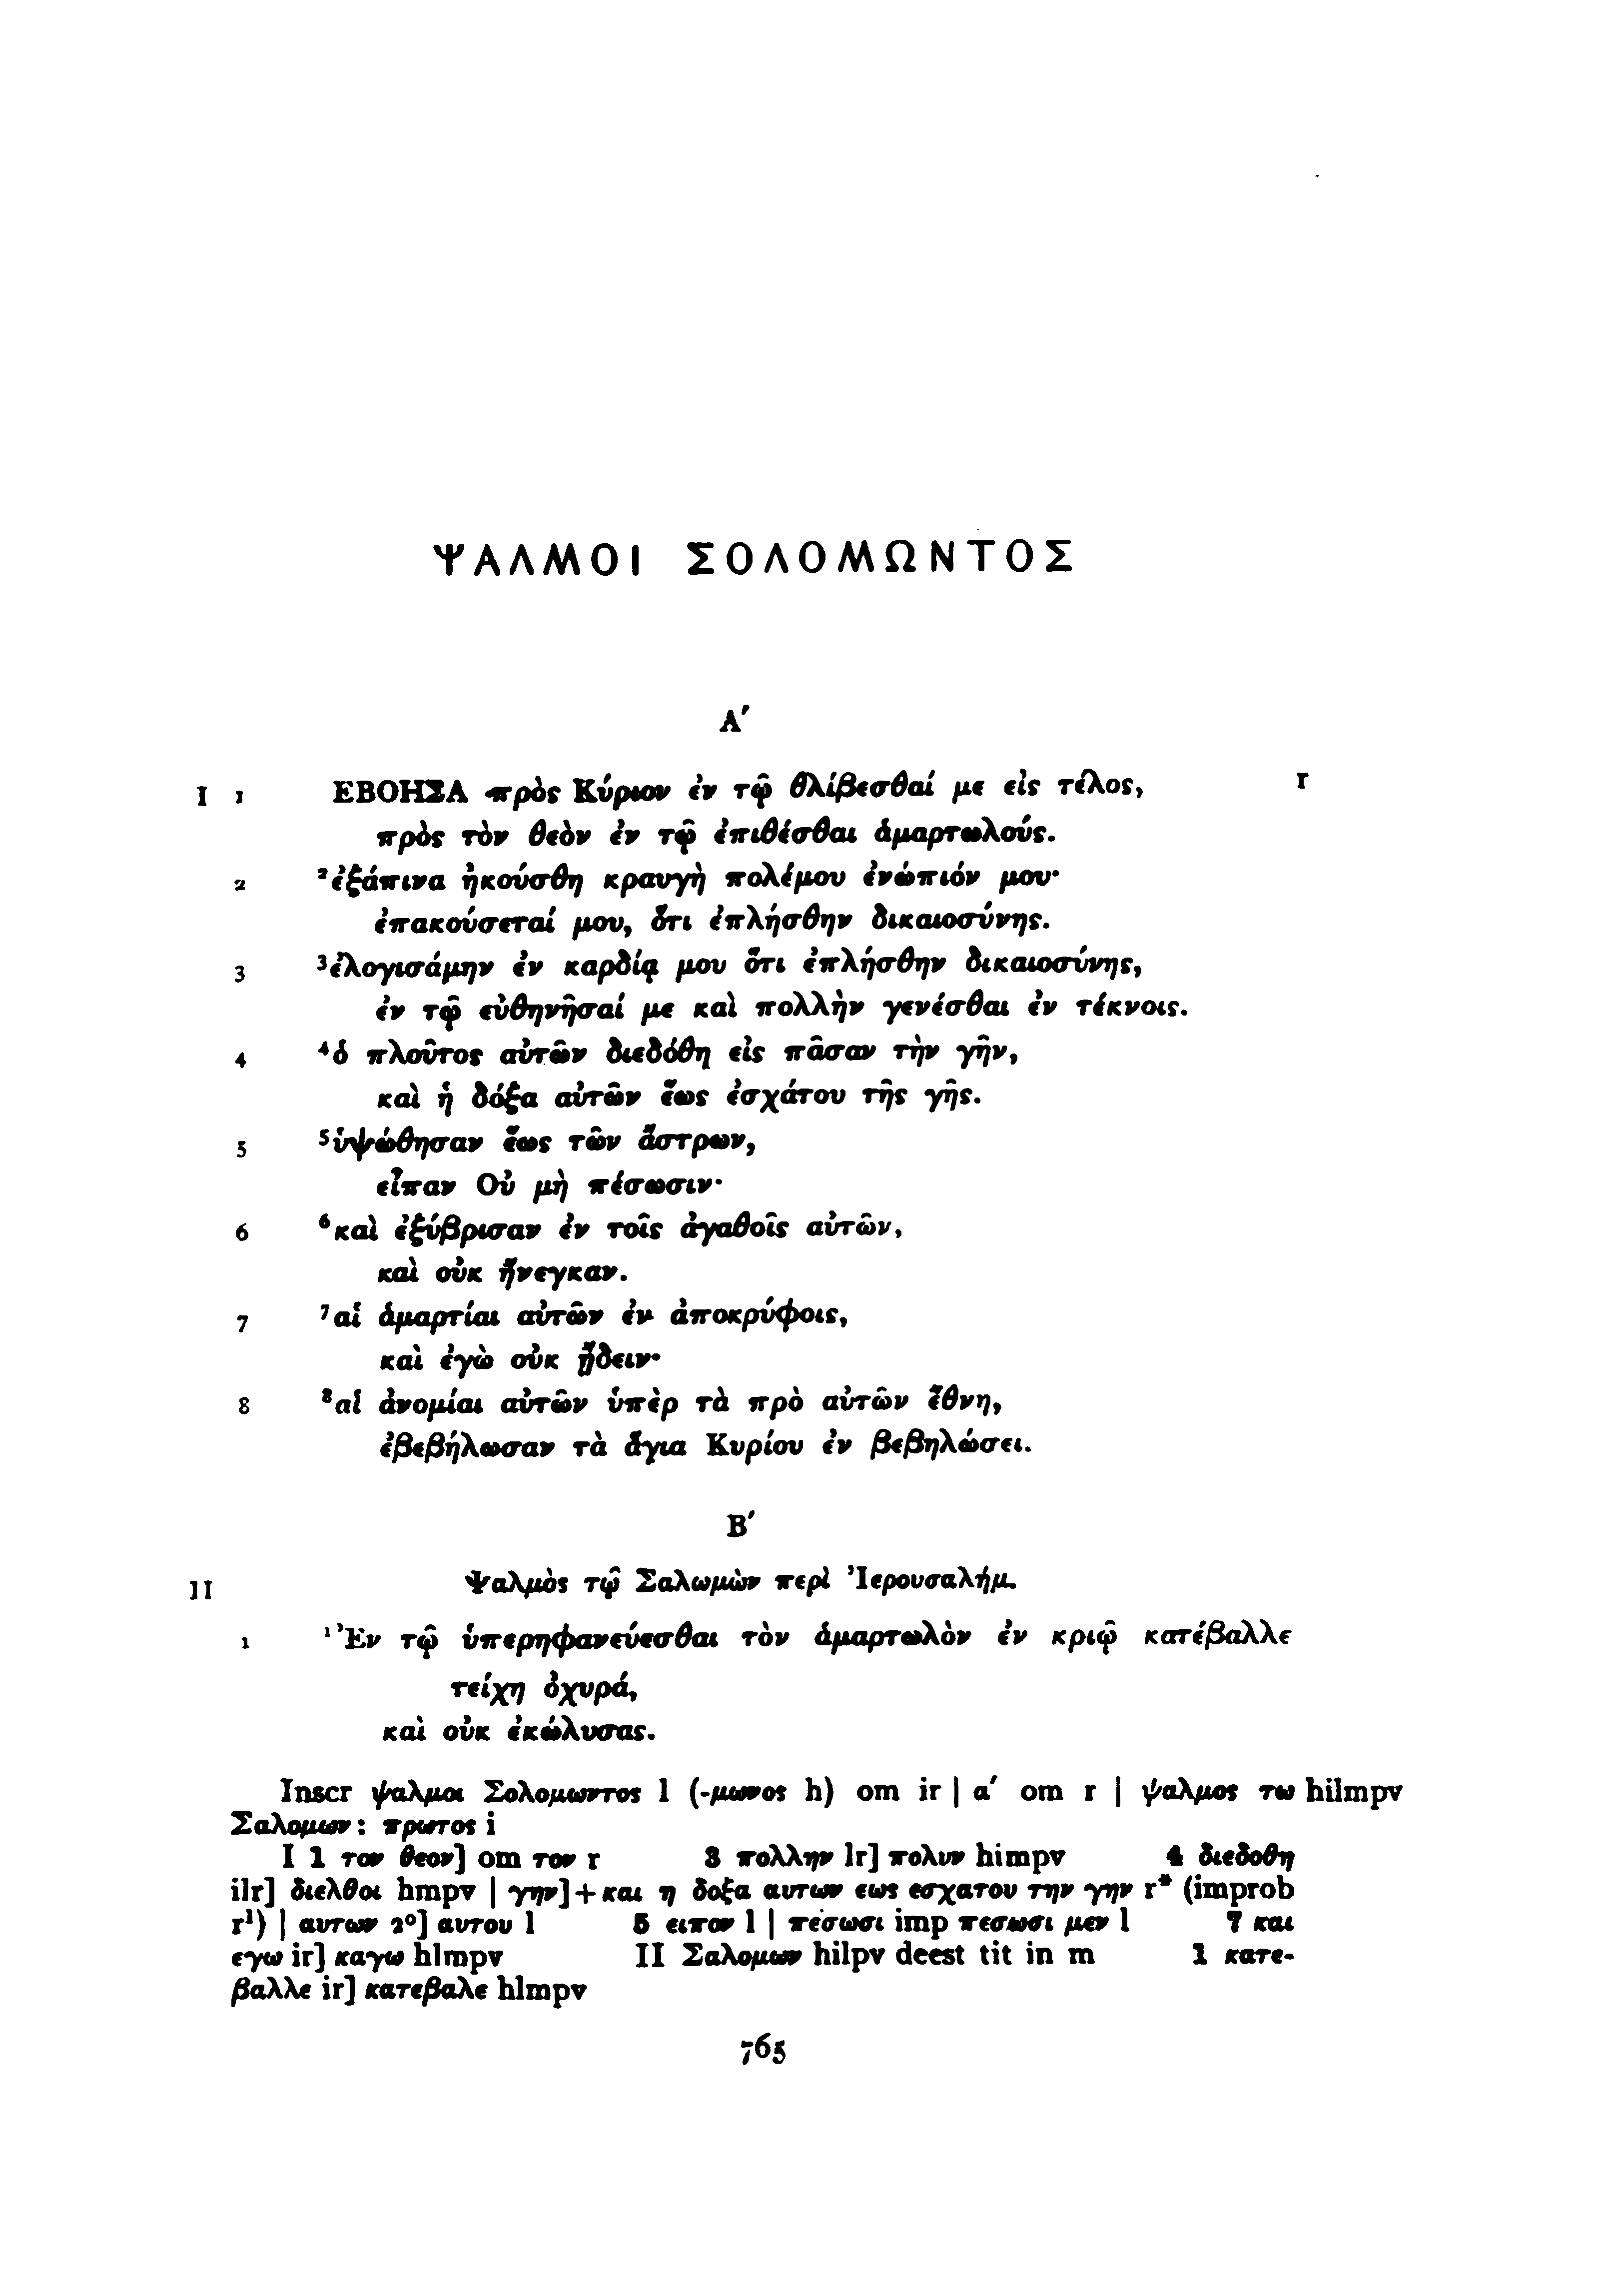 ΨΑΛΜΟΙ ΣΟΛΟΜΩΝΤΟΣ
Α΄
I 1 ΕΒΟΗΣΑ πρὸς Κύριον ἐν τῷ θλίβεσθαί με εἰς τέλος, r
πρὸς τὸν θεὸν ἐν τῷ ἐπιθέσθαι ἁμαρτωλούς.
2 ²ἐξάπινα ἠκούσθη κραυγὴ πολέμου ἐνώπιόν μου·
ἐπακούσεταί μου, ὅτι ἐπλήσθην δικαιοσύνης.
3 ³ἐλογισάμην ἐν καρδίᾳ μου ὅτι ἐπλήσθην δικαιοσύνης,
ἐν τῷ εὐθηνῆσαί με καὶ πολλὴν γενέσθαι ἐν τέκνοις.
4 ⁴ὁ πλοῦτος αὐτῶν διεδόθη εἰς πᾶσαν τὴν γῆν,
καὶ ἡ δόξα αὐτῶν ἕως ἐσχάτου τῆς γῆς.
5 ⁵ὑψώθησαν ἕως τῶν ἄστρων,
εἶπαν Οὐ μὴ πέσωσιν·
6 ⁶καὶ ἐξύβρισαν ἐν τοῖς ἀγαθοῖς αὐτῶν,
καὶ οὐκ ἤνεγκαν.
7 ⁷αἱ ἁμαρτίαι αὐτῶν ἐν ἀποκρύφοις,
καὶ ἐγὼ οὐκ ᾔδειν·
8 ⁸αἱ ἀνομίαι αὐτῶν ὑπὲρ τὰ πρὸ αὐτῶν ἔθνη,
ἐβεβήλωσαν τὰ ἅγια Κυρίου ἐν βεβηλώσει.
Β΄
II Ψαλμὸς τῷ Σαλωμὼν περὶ Ἰερουσαλήμ.
1 ¹Ἐν τῷ ὑπερηφανεύεσθαι τὸν ἁμαρτωλὸν ἐν κριῷ κατέβαλλε
τείχη ὀχυρά,
καὶ οὐκ ἐκώλυσας.
Inscr ψαλμοι Σολομωντος l (-μωνος h) om ir | α΄ om r | ψαλμος τω hilmpv
Σαλομων : πρωτος i
I 1 τον θεον] om τον r 3 πολλην lr] πολυν himpv 4 διεδοθη
ilr] διελθοι hmpv | γην]+και η δοξα αυτων εως εσχατου την γην r* (improb
r¹) | αυτων 2°] αυτου l 5 ειπον l | πεσωσι imp πεσωσι μεν l 7 και
εγω ir] καγω hlmpv II Σαλομων hilpv deest tit in m 1 κατε-
βαλλε ir] κατεβαλε hlmpv
765